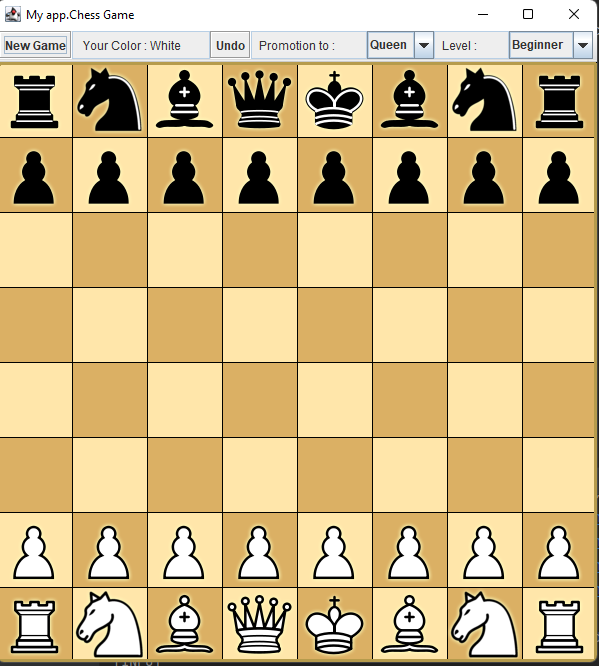 My app.Chess Game
New Game Your Color : White Undo Promotion to : Queen Level : Beginner